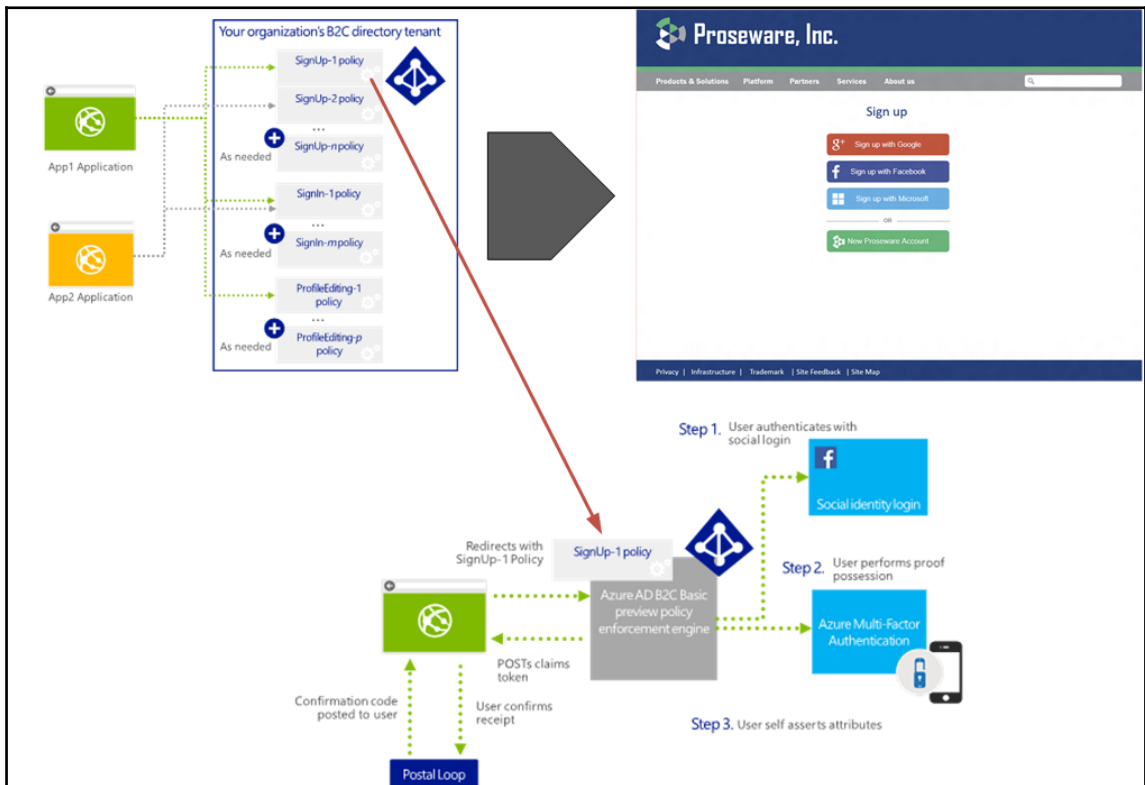 Your organization's B2C directory tenant
SignUp-1 policy
SignUp-2 policy
...
As needed
SignUp-n policy
SignIn-1 policy
...
As needed
SignIn-m policy
ProfileEditing-1
policy
...
As needed
ProfileEditing-p
policy
App1 Application
App2 Application
Proseware, Inc.
Products & Solutions Platform Partners Services About us
Sign up
g+ Sign up with Google
f Sign up with Facebook
Sign up with Microsoft
OR
New Proseware Account
Privacy | Infrastructure | Trademark | Site Feedback | Site Map
Step 1. User authenticates with
social login
f
Social identity login
Redirects with
SignUp-1 Policy
SignUp-1 policy
Azure AD B2C Basic
preview policy
enforcement engine
Step 2. User performs proof
possession
Azure Multi-Factor
Authentication
POSTs claims
token
Confirmation code
posted to user
User confirms
receipt
Step 3. User self asserts attributes
Postal Loop